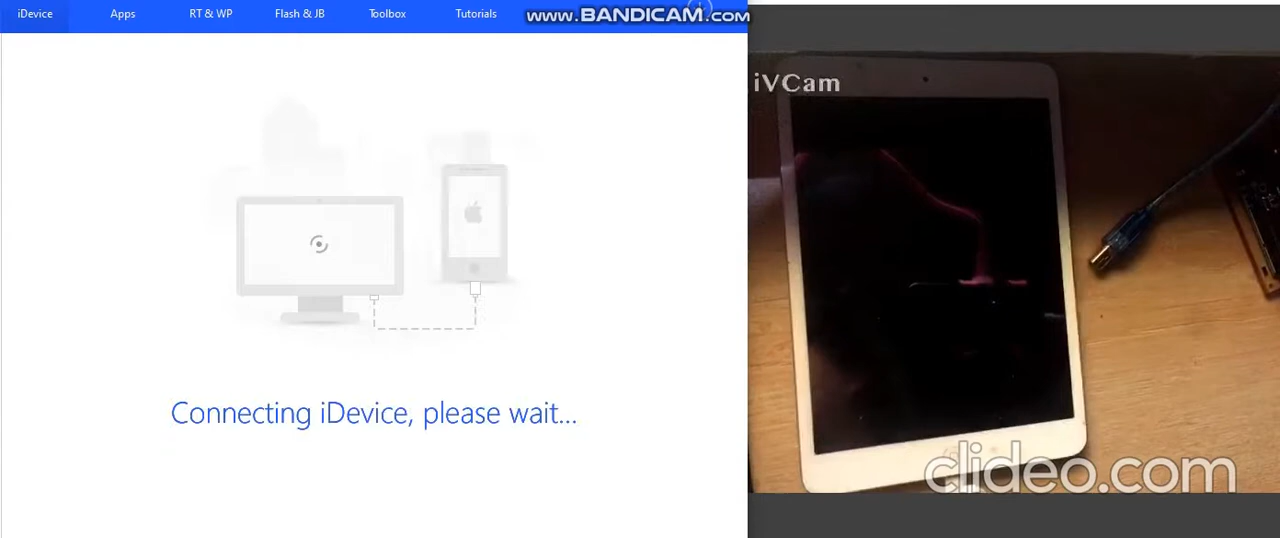 iDevice Apps RT & WP Flash & JB Toolbox Tutorials
www.BANDICAM.com
iVCam
Connecting iDevice, please wait...
clideo.com